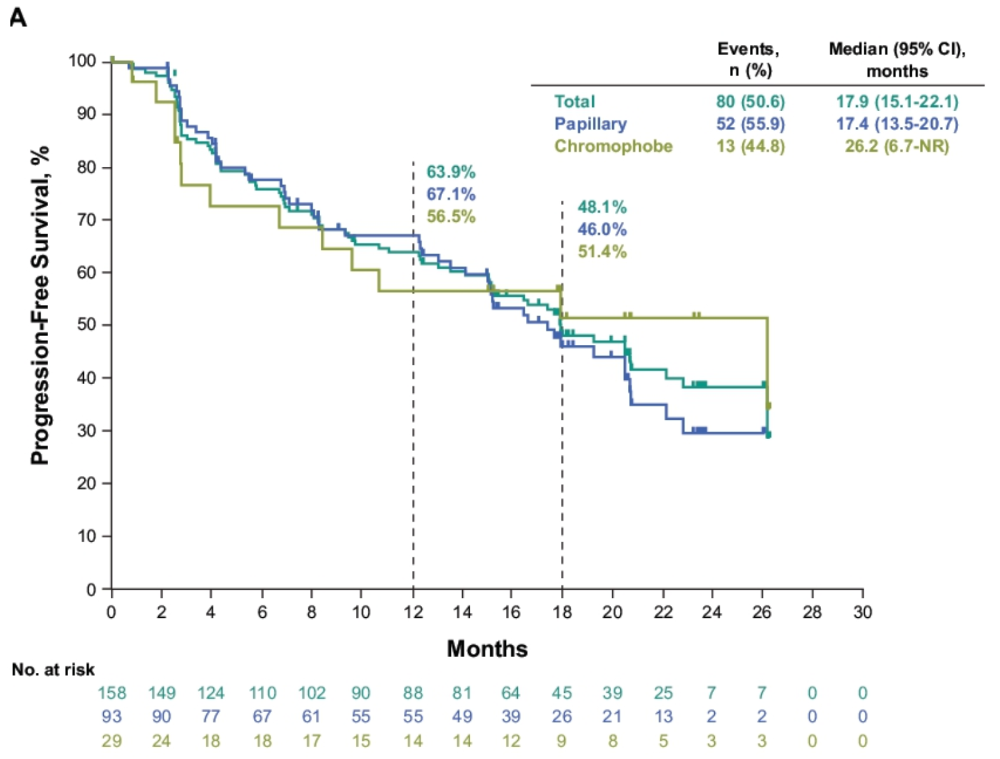 A
Events, n (%)
Median (95% CI), months
Total 80 (50.6) 17.9 (15.1-22.1)
Papillary 52 (55.9) 17.4 (13.5-20.7)
Chromophobe 13 (44.8) 26.2 (6.7-NR)
Progression-Free Survival, %
100
90
80
70
60
50
40
30
20
10
0
63.9%
67.1%
56.5%
48.1%
46.0%
51.4%
0 2 4 6 8 10 12 14 16 18 20 22 24 26 28 30
Months
No. at risk
158 149 124 110 102 90 88 81 64 45 39 25 7 7 0 0
93 90 77 67 61 55 55 49 39 26 21 13 2 2 0 0
29 24 18 18 17 15 14 14 12 9 8 5 3 3 0 0